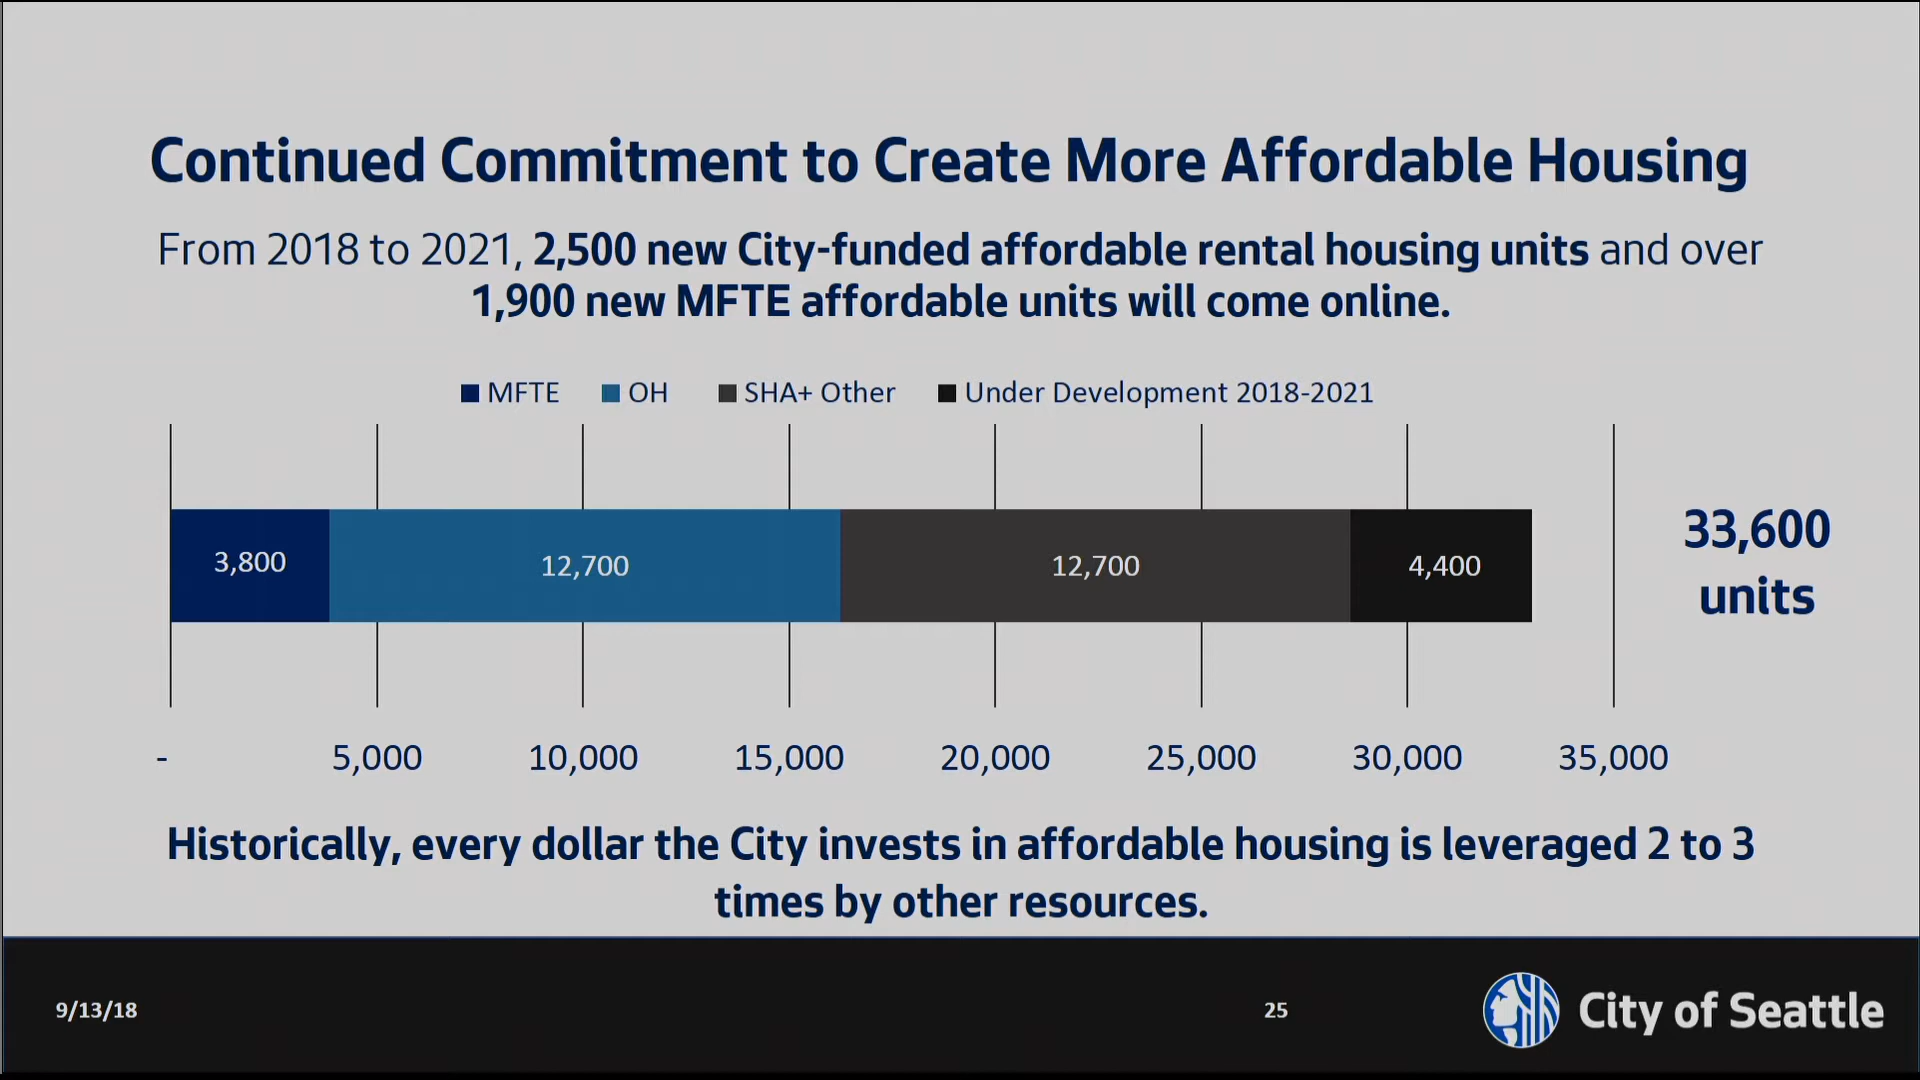 Continued Commitment to Create More Affordable Housing
From 2018 to 2021, 2,500 new City-funded affordable rental housing units and over
1,900 new MFTE affordable units will come online.
MFTE OH SHA+ Other Under Development 2018-2021
3,800 12,700 12,700 4,400
33,600
units
- 5,000 10,000 15,000 20,000 25,000 30,000 35,000
Historically, every dollar the City invests in affordable housing is leveraged 2 to 3
times by other resources.
9/13/18 25 City of Seattle